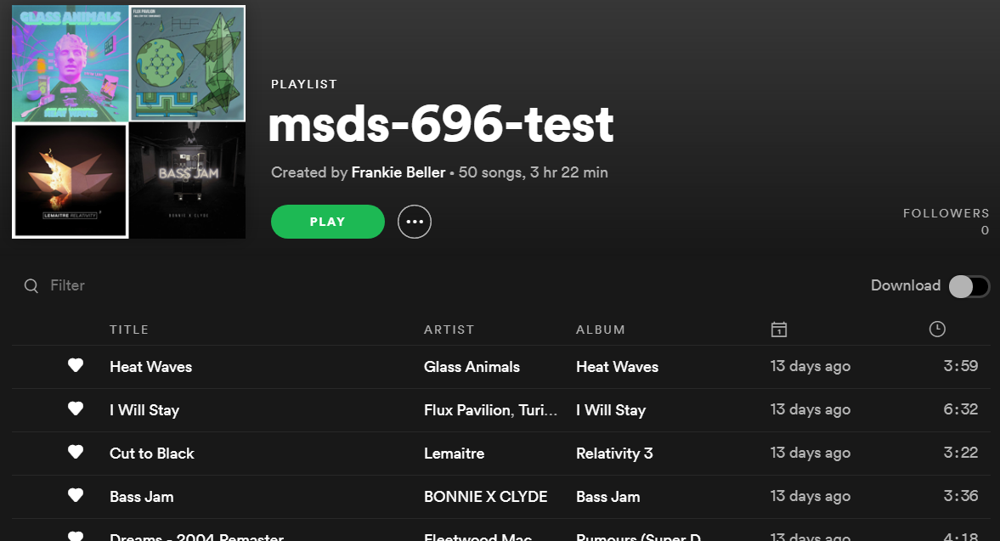 GLASS ANIMALS
FLUX PAVILION
HEAT WAVES
LEMAITRE RELATIVITY 3
BASS JAM
BONNIE X CLYDE
PLAYLIST
msds-696-test
Created by Frankie Beller • 50 songs, 3 hr 22 min
PLAY
FOLLOWERS
0
Filter
Download
TITLE ARTIST ALBUM 1
Heat Waves Glass Animals Heat Waves 13 days ago 3:59
I Will Stay Flux Pavilion, Turi... I Will Stay 13 days ago 6:32
Cut to Black Lemaitre Relativity 3 13 days ago 3:22
Bass Jam BONNIE X CLYDE Bass Jam 13 days ago 3:36
Dreams - 2004 Remaster Fleetwood Mac Rumours (Super D... 13 days ago 4:18